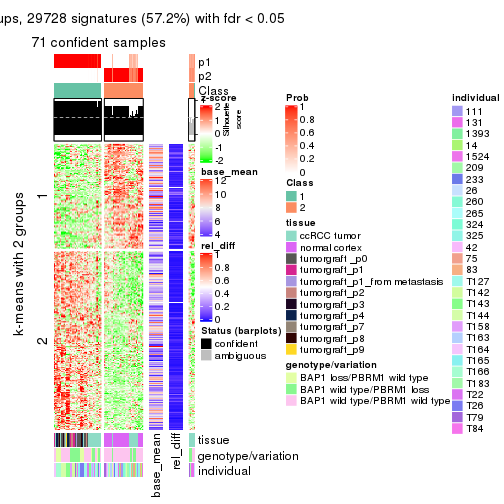 ups, 29728 signatures (57.2%) with fdr < 0.05
71 confident samples
p1
p2
Class
z-score
2
1
0
-1
-2
Silhouette
score
base_mean
12
10
8
6
4
rel_diff
1
0.8
0.6
0.4
0.2
0
Status (barplots)
confident
ambiguous
k-means with 2 groups
1
2
tissue
genotype/variation
individual
base_mean
rel_diff
Prob
1
0.8
0.6
0.4
0.2
0
Class
1
2
tissue
ccRCC tumor
normal cortex
tumorgraft_p0
tumorgraft_p1
tumorgraft_p1_from metastasis
tumorgraft_p2
tumorgraft_p3
tumorgraft_p4
tumorgraft_p7
tumorgraft_p8
tumorgraft_p9
genotype/variation
BAP1 loss/PBRM1 wild type
BAP1 wild type/PBRM1 loss
BAP1 wild type/PBRM1 wild type
individual
111
131
1393
14
1524
209
233
26
260
265
324
325
42
75
83
T127
T142
T143
T144
T158
T163
T164
T165
T166
T183
T22
T26
T79
T84